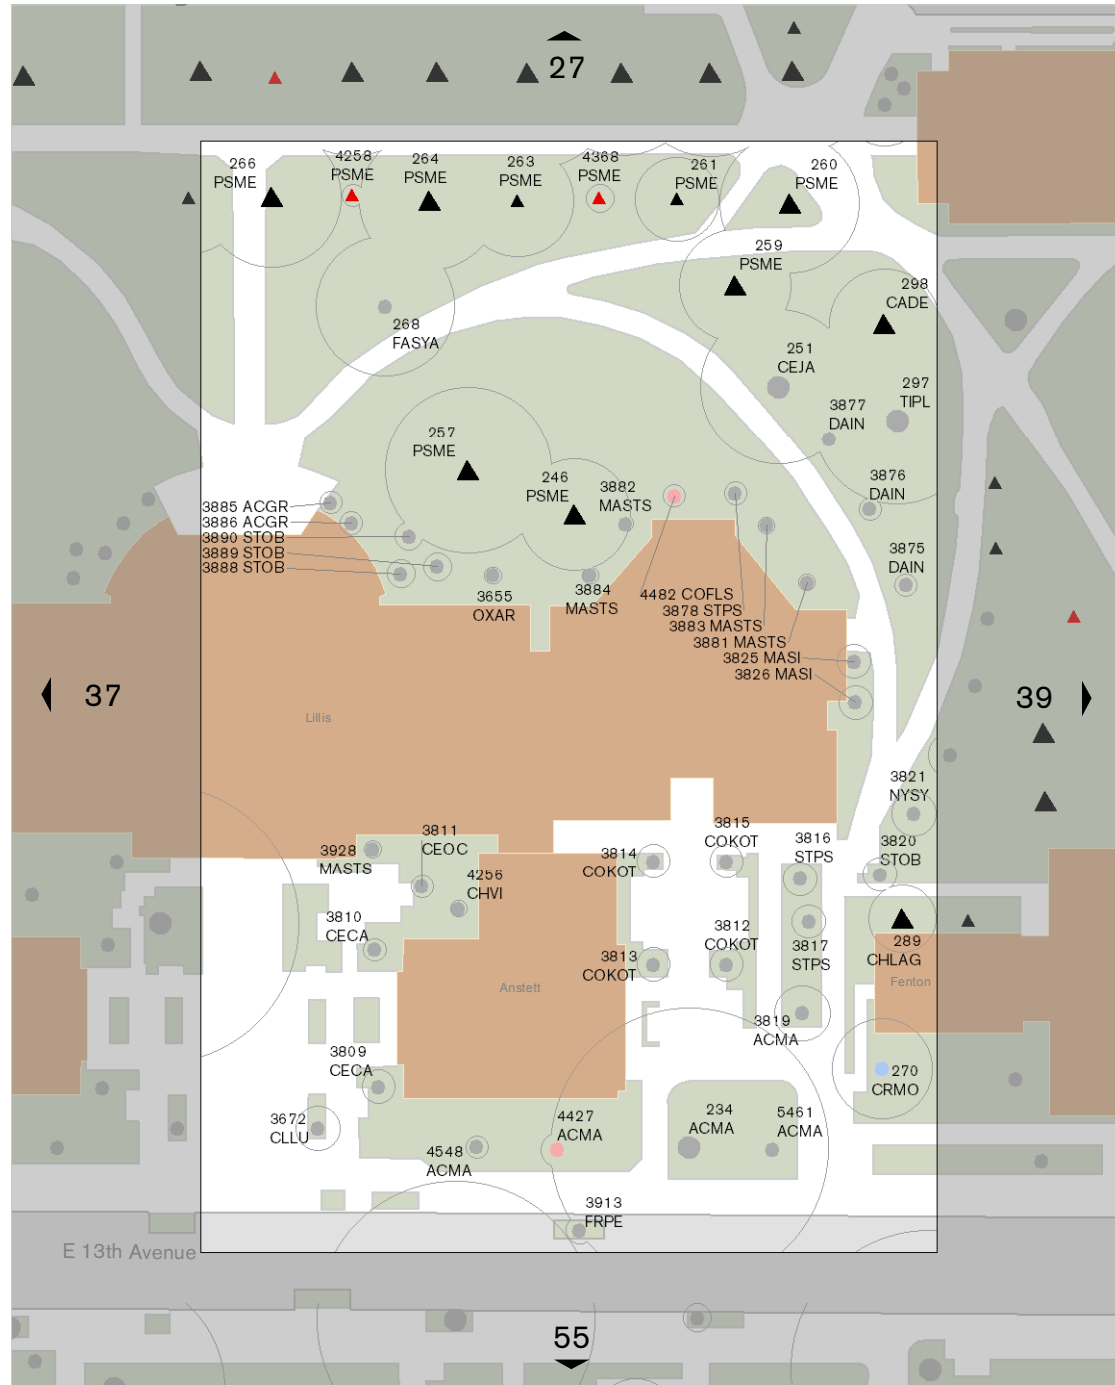 27
266
PSME
4258
PSME
264
PSME
263
PSME
4368
PSME
261
PSME
260
PSME
259
PSME
298
CADE
268
FASYA
251
CEJA
297
TIPL
3877
DAIN
257
PSME
246
PSME
3882
MASTS
3876
DAIN
3885 ACGR
3886 ACGR
3890 STOB
3889 STOB
3888 STOB
3875
DAIN
3655
OXAR
3884
MASTS
4482 COFLS
3878 STPS
3883 MASTS
3881 MASTS
3825 MASI
3826 MASI
37
39
Lillis
3821
NYSY
3811
CEOC
3815
COKOT
3816
STPS
3820
STOB
3928
MASTS
3814
COKOT
4256
CHVI
3810
CECA
3812
COKOT
3817
STPS
289
CHLAG
3813
COKOT
Anstett
Fenton
3819
ACMA
3809
CECA
270
CRMO
3672
CLLU
4427
ACMA
234
ACMA
5461
ACMA
4548
ACMA
3913
FRPE
E 13th Avenue
55